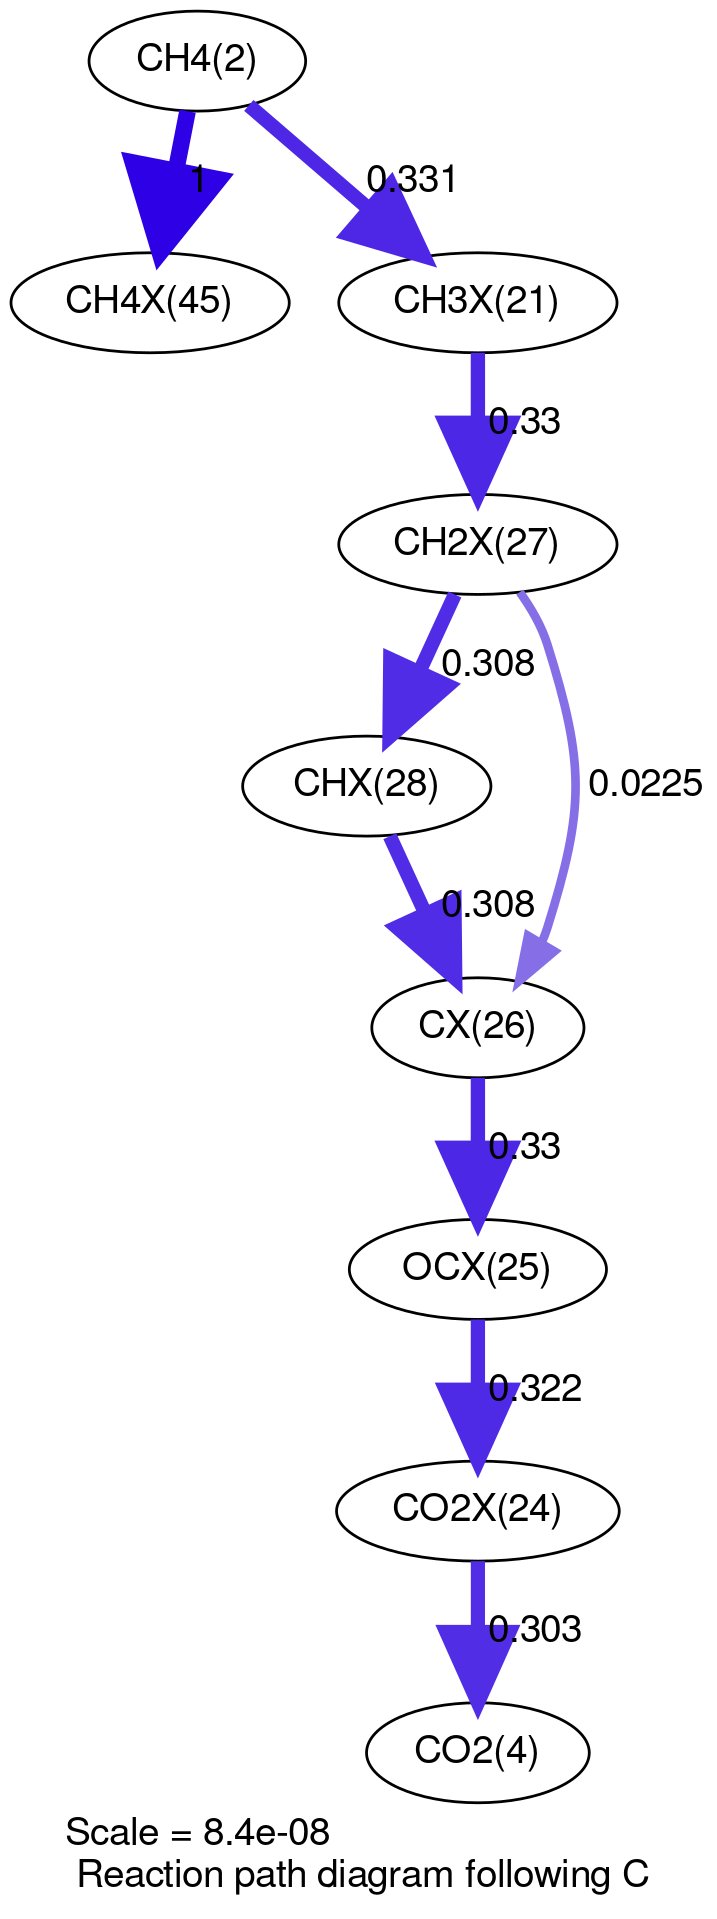 CH4(2)
1
0.331
CH4X(45)
CH3X(21)
0.33
CH2X(27)
0.308
0.0225
CHX(28)
0.308
CX(26)
0.33
OCX(25)
0.322
CO2X(24)
0.303
CO2(4)
Scale = 8.4e-08
Reaction path diagram following C